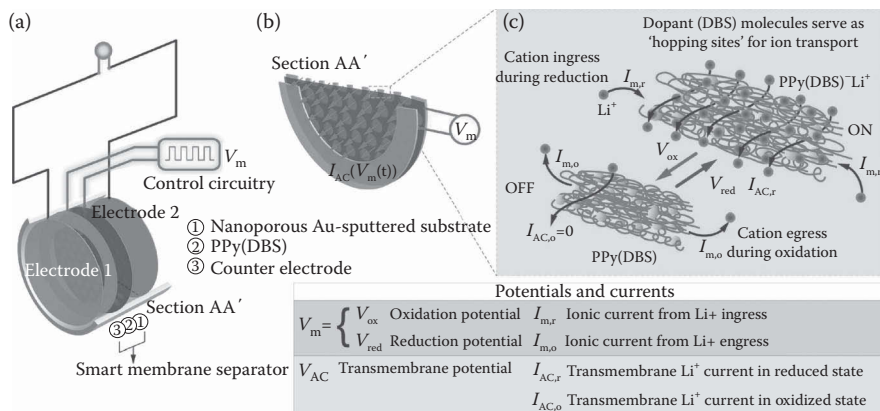 (a)
V_m
Control circuitry
Electrode 2
Electrode 1
① Nanoporous Au-sputtered substrate
② PPy(DBS)
③ Counter electrode
Section AA′
③②①
Smart membrane separator
(b)
Section AA′
V_m
I_AC(V_m(t))
(c)
Dopant (DBS) molecules serve as
‘hopping sites’ for ion transport
Cation ingress
during reduction
I_m,r
Li⁺
PPy(DBS)⁻Li⁺
ON
I_m,r
V_ox
V_red
I_AC,r
I_m,o
OFF
I_AC,o=0
PPy(DBS)
I_m,o
Cation egress
during oxidation
Potentials and currents
V_m= { V_ox Oxidation potential I_m,r Ionic current from Li+ ingress
V_red Reduction potential I_m,o Ionic current from Li+ engress
V_AC Transmembrane potential I_AC,r Transmembrane Li⁺ current in reduced state
I_AC,o Transmembrane Li⁺ current in oxidized state